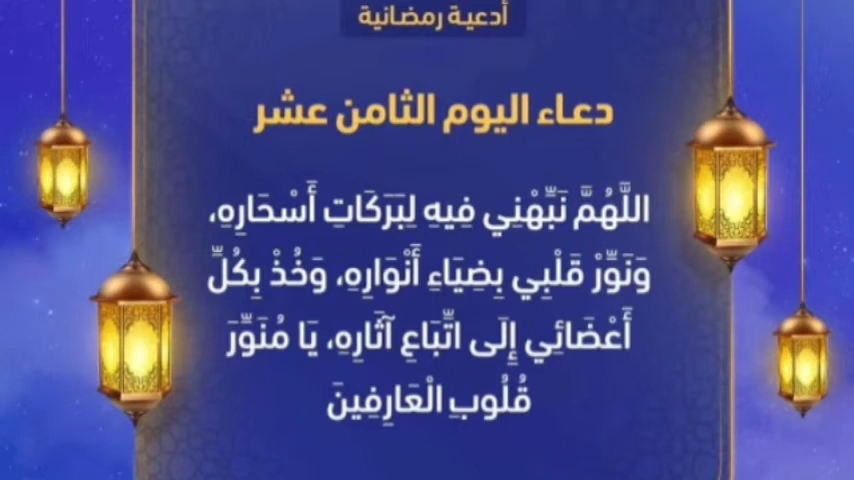 أدعية رمضانية
دعاء اليوم الثامن عشر
اللَّهُمَّ نَبِّهْنِي فِيهِ لِبَرَكَاتِ أَسْحَارِهِ،
وَنَوِّرْ قَلْبِي بِضِيَاءِ أَنْوَارِهِ، وَخُذْ بِكُلِّ
أَعْضَائِي إِلَى اتِّبَاعِ آثَارِهِ، يَا مُنَوِّرَ
قُلُوبِ الْعَارِفِينَ